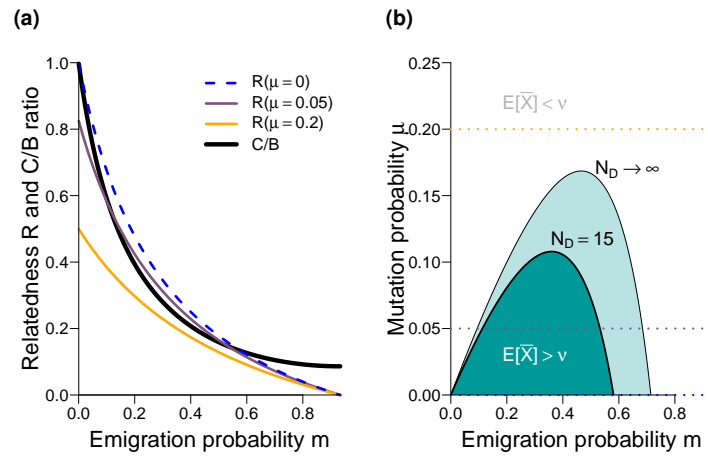 (a)
Relatedness R and C/B ratio
1.0
0.8
0.6
0.4
0.2
0.0
R(μ = 0)
R(μ = 0.05)
R(μ = 0.2)
C/B
0.0 0.2 0.4 0.6 0.8
Emigration probability m
(b)
Mutation probability μ
0.25
0.20
0.15
0.10
0.05
0.00
E[X̅] < ν
N_D → ∞
N_D = 15
E[X̅] > ν
0.0 0.2 0.4 0.6 0.8
Emigration probability m